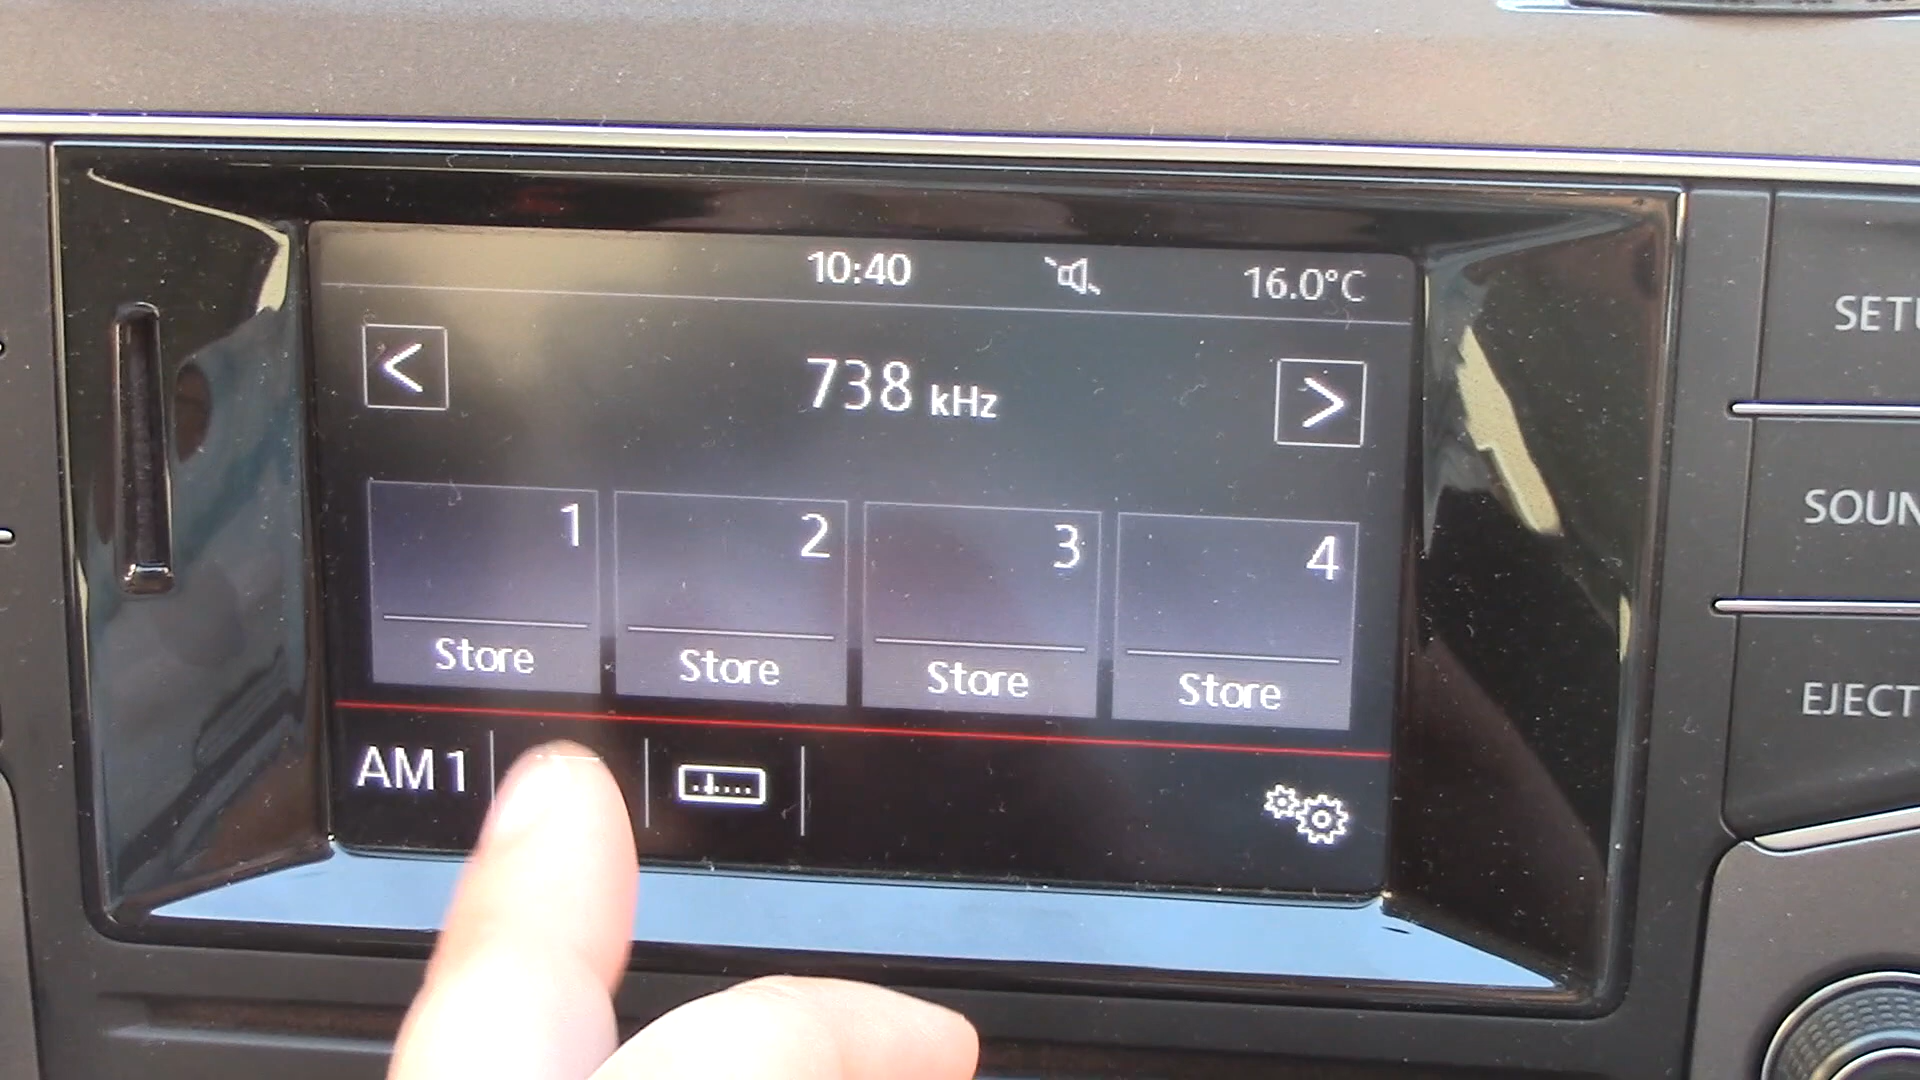 10:40 16.0°C
< 738 kHz >
1 2 3 4
Store Store Store Store
AM 1
SETU
SOUN
EJECT